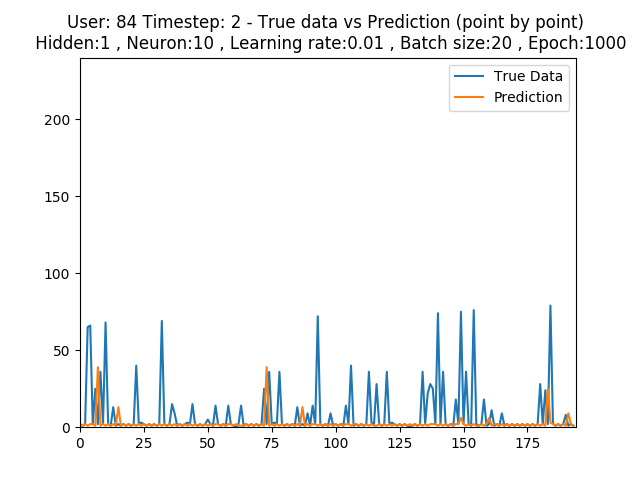 User: 84 Timestep: 2 - True data vs Prediction (point by point)
Hidden:1 , Neuron:10 , Learning rate:0.01 , Batch size:20 , Epoch:1000
True Data
Prediction
200
150
100
50
0
0 25 50 75 100 125 150 175